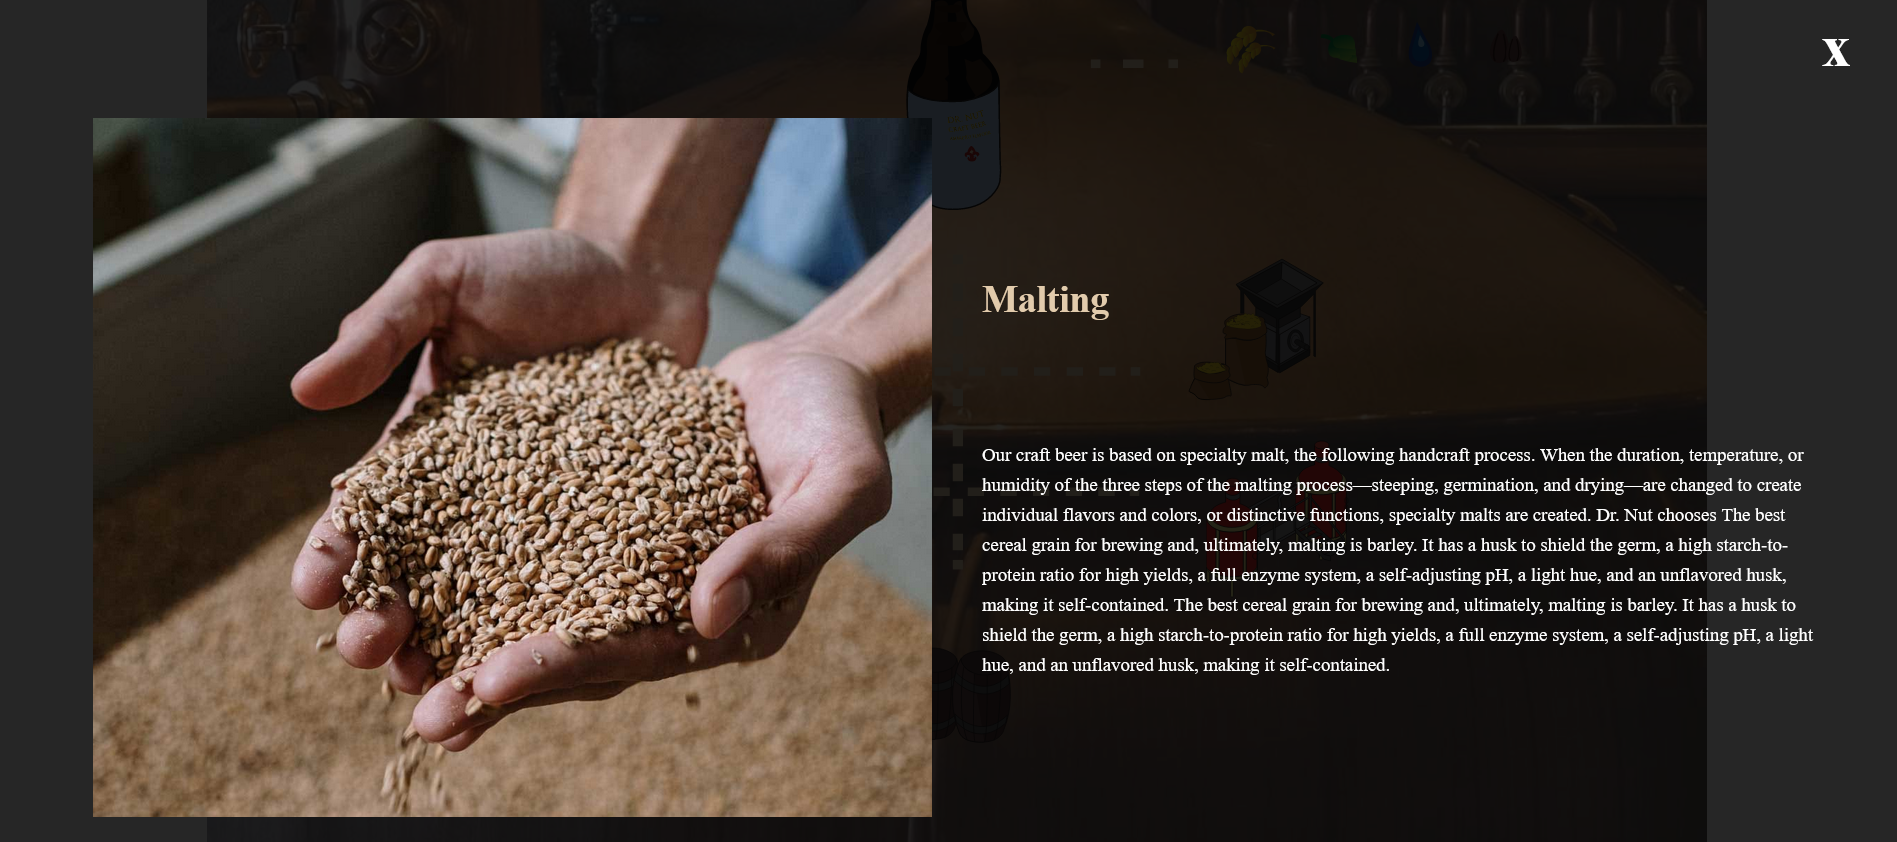 X
Malting
Our craft beer is based on specialty malt, the following handcraft process. When the duration, temperature, or
humidity of the three steps of the malting process—steeping, germination, and drying—are changed to create
individual flavors and colors, or distinctive functions, specialty malts are created. Dr. Nut chooses The best
cereal grain for brewing and, ultimately, malting is barley. It has a husk to shield the germ, a high starch-to-
protein ratio for high yields, a full enzyme system, a self-adjusting pH, a light hue, and an unflavored husk,
making it self-contained. The best cereal grain for brewing and, ultimately, malting is barley. It has a husk to
shield the germ, a high starch-to-protein ratio for high yields, a full enzyme system, a self-adjusting pH, a light
hue, and an unflavored husk, making it self-contained.